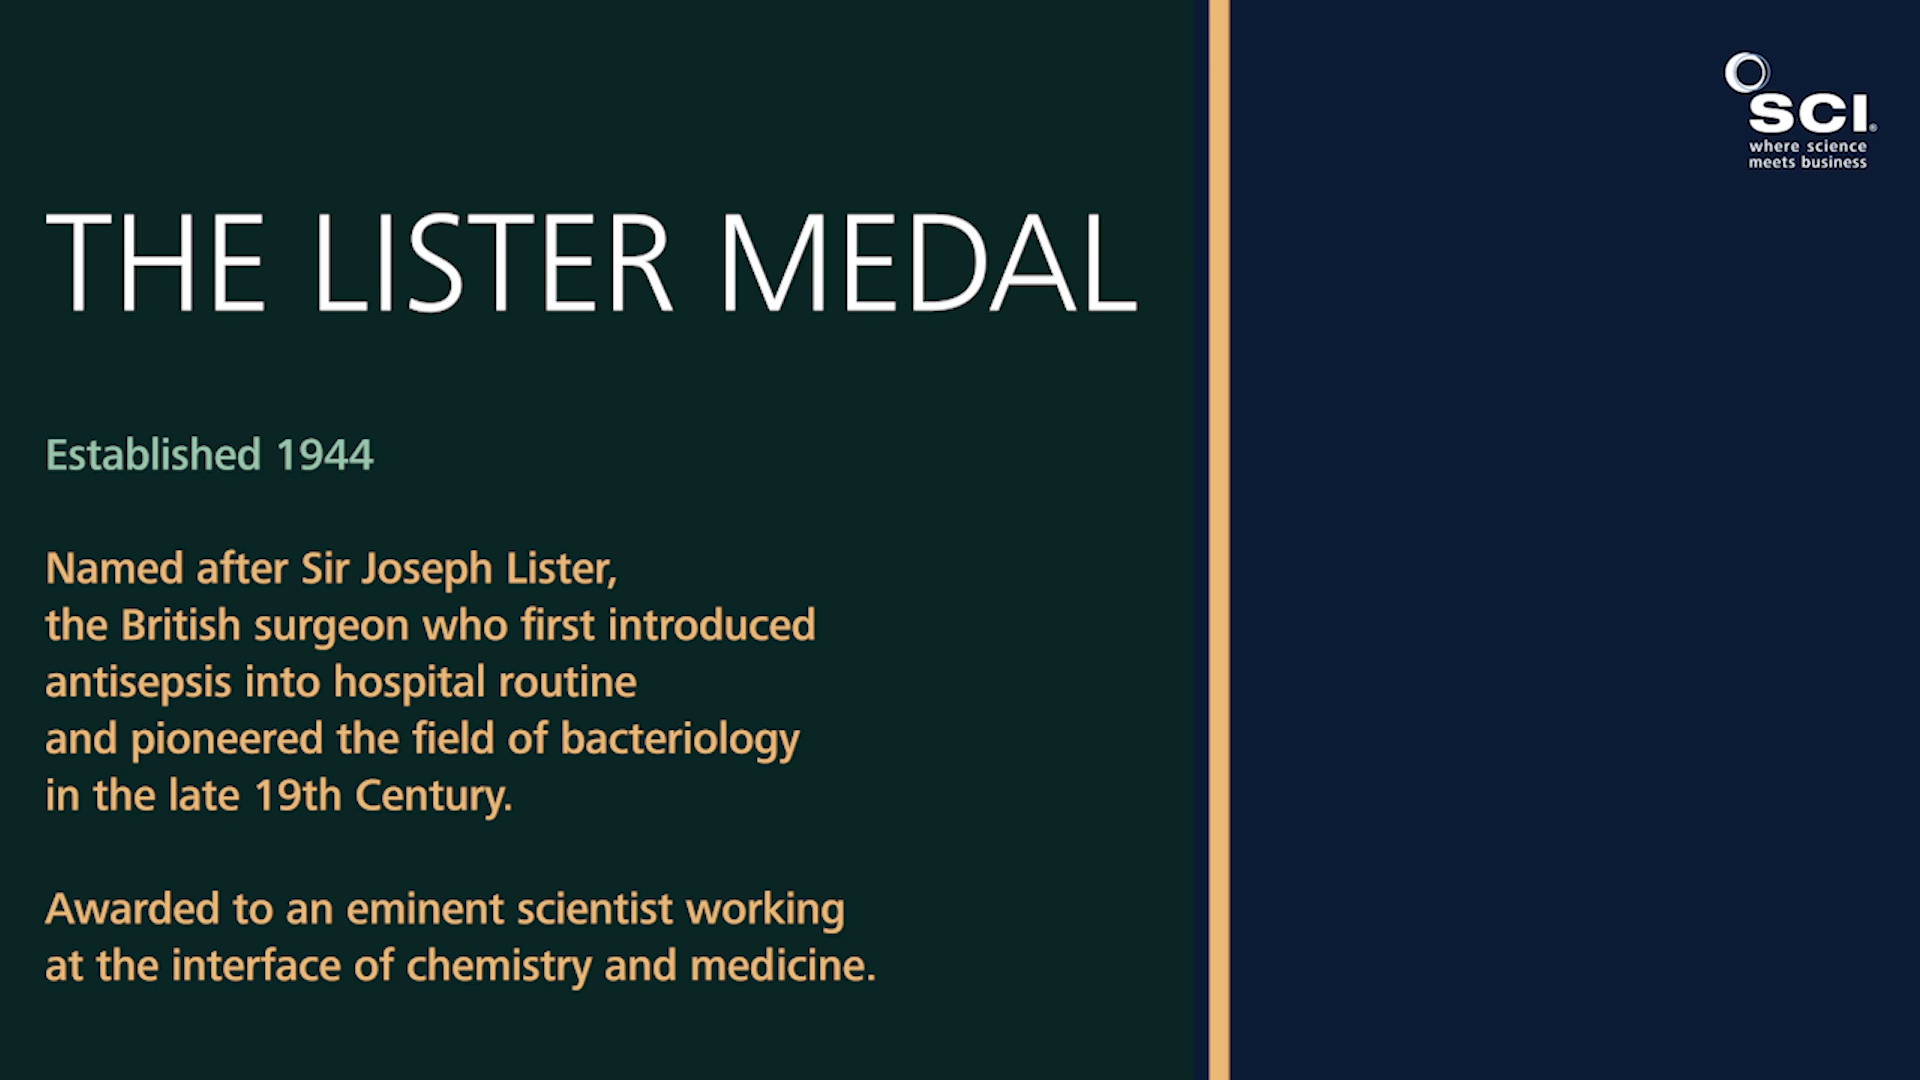 SCI®
where science
meets business
THE LISTER MEDAL
Established 1944
Named after Sir Joseph Lister,
the British surgeon who first introduced
antisepsis into hospital routine
and pioneered the field of bacteriology
in the late 19th Century.
Awarded to an eminent scientist working
at the interface of chemistry and medicine.